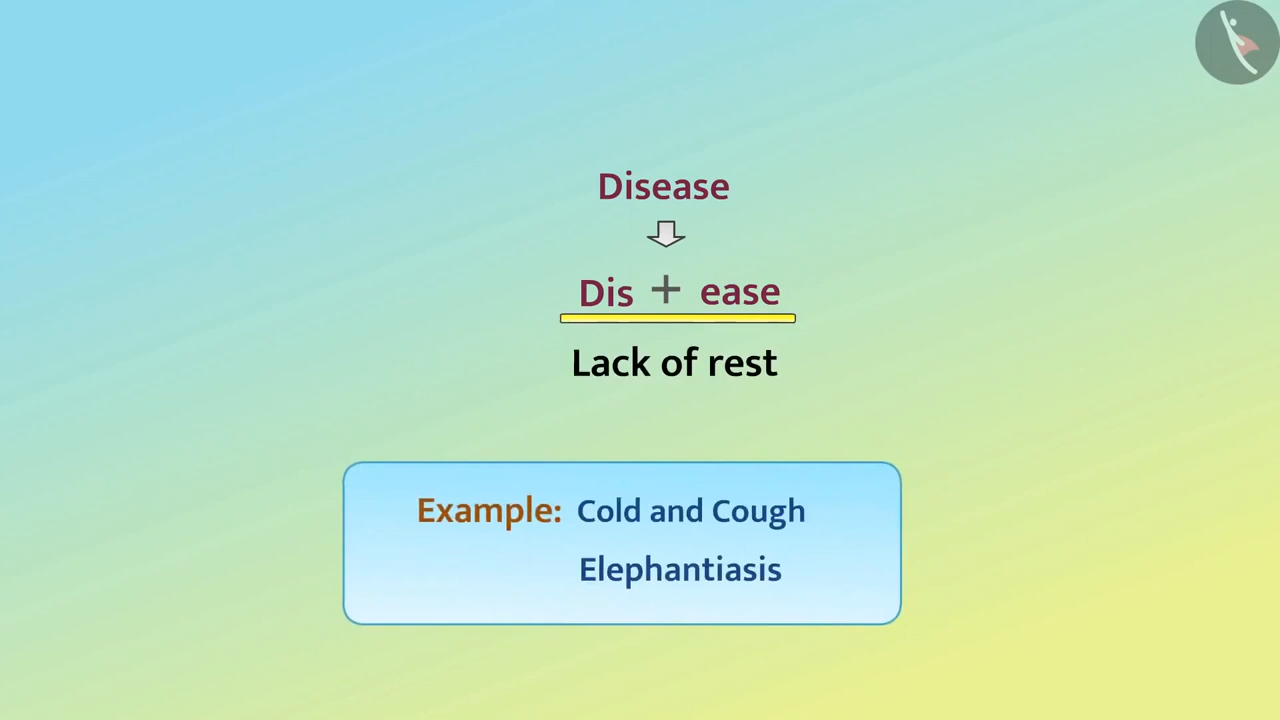 Disease
Dis + ease
Lack of rest
Example: Cold and Cough
Elephantiasis